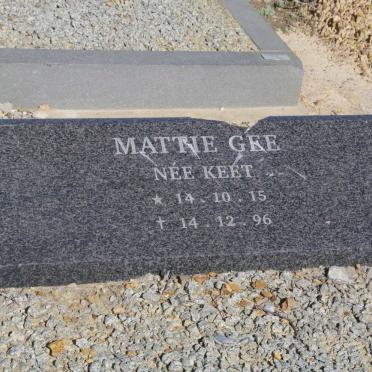 MATTIE GEE
NÉE KEET
★ 14.10.15
† 14.12.96